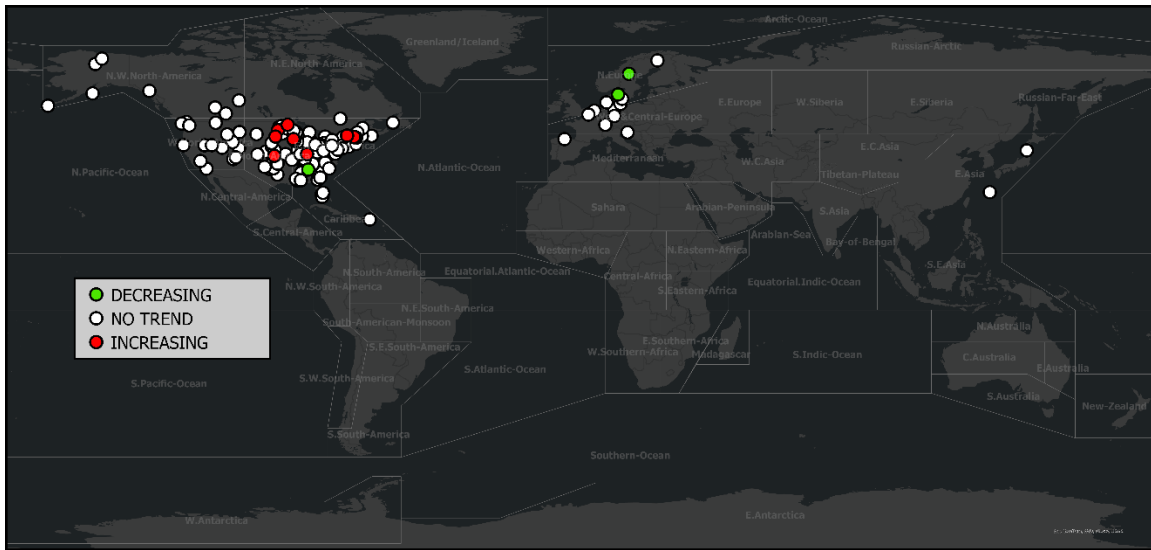 Arctic-Ocean
Greenland/Iceland
Russian-Arctic
N.E.North-America
N.W.North-America
N.Europe
E.Europe
W.Siberia
E.Siberia
Russian-Far-East
&Central-Europe
Mediterranean
W.C.Asia
E.C.Asia
Tibetan-Plateau
E.Asia
N.Pacific-Ocean
N.Atlantic-Ocean
N.Central-America
Sahara
Arabian-Peninsula
S.Asia
Caribbean
S.Central-America
Arabian-Sea
Bay-of-Bengal
Western-Africa
N.Eastern-Africa
S.E.Asia
N.South-America
Equatorial.Atlantic-Ocean
Central-Africa
Equatorial.Indic-Ocean
N.W.South-America
S.Eastern-Africa
DECREASING
NO TREND
INCREASING
N.E.South-America
South-American-Monsoon
N.Australia
S.E.South-America
E.Southern-Africa
W.Southern-Africa
Madagascar
S.Indic-Ocean
C.Australia
E.Australia
S.Pacific-Ocean
S.W.South-America
S.Atlantic-Ocean
S.Australia
New-Zealand
S.South-America
Southern-Ocean
W.Antarctica
E.Antarctica